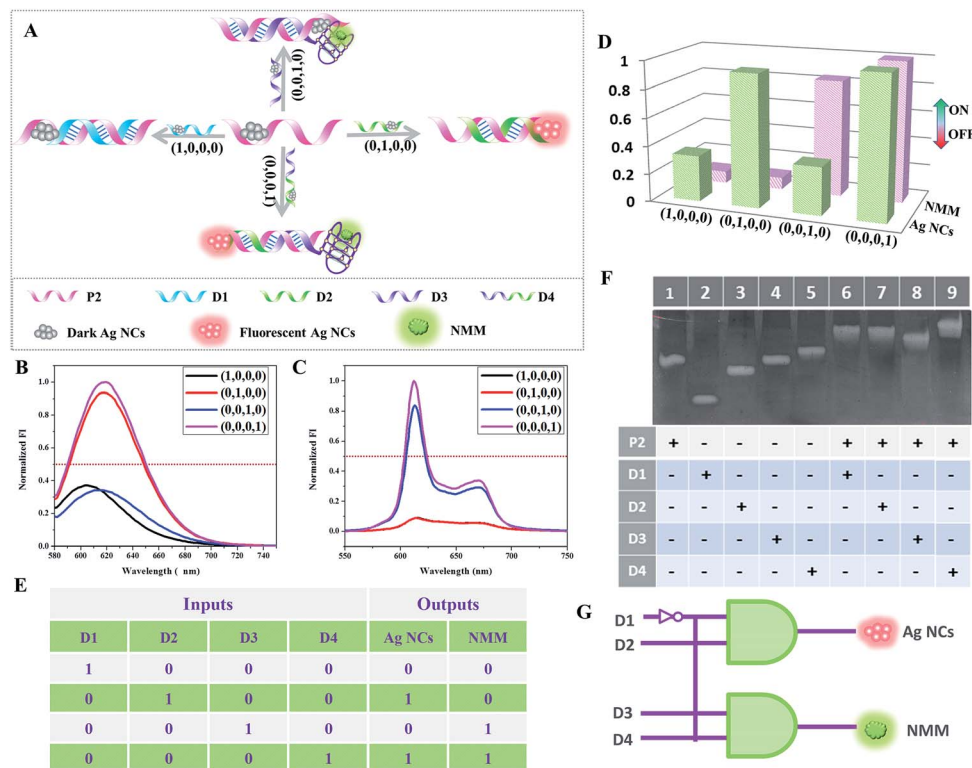 A
(0,0,1,0)
(1,0,0,0)
(0,1,0,0)
(0,0,0,1)
P2 D1 D2 D3 D4
Dark Ag NCs Fluorescent Ag NCs NMM
B
Normalized FI
1.0
0.8
0.6
0.4
0.2
0.0
(1,0,0,0)
(0,1,0,0)
(0,0,1,0)
(0,0,0,1)
580 600 620 640 660 680 700 720 740
Wavelength ( nm)
C
Normalized FI
1.0
0.8
0.6
0.4
0.2
0.0
(1,0,0,0)
(0,1,0,0)
(0,0,1,0)
(0,0,0,1)
550 600 650 700 750
Wavelength (nm)
D
1
0.8
0.6
0.4
0.2
0
ON
OFF
(1,0,0,0) (0,1,0,0) (0,0,1,0) (0,0,0,1)
NMM
Ag NCs
E
Inputs Outputs
D1 D2 D3 D4 Ag NCs NMM
1 0 0 0 0 0
0 1 0 0 1 0
0 0 1 0 0 1
0 0 0 1 1 1
F
1 2 3 4 5 6 7 8 9
P2 + - - - - + + + +
D1 - + - - - + - - -
D2 - - + - - - + - -
D3 - - - + - - - + -
D4 - - - - + - - - +
G
D1
D2
Ag NCs
D3
D4
NMM